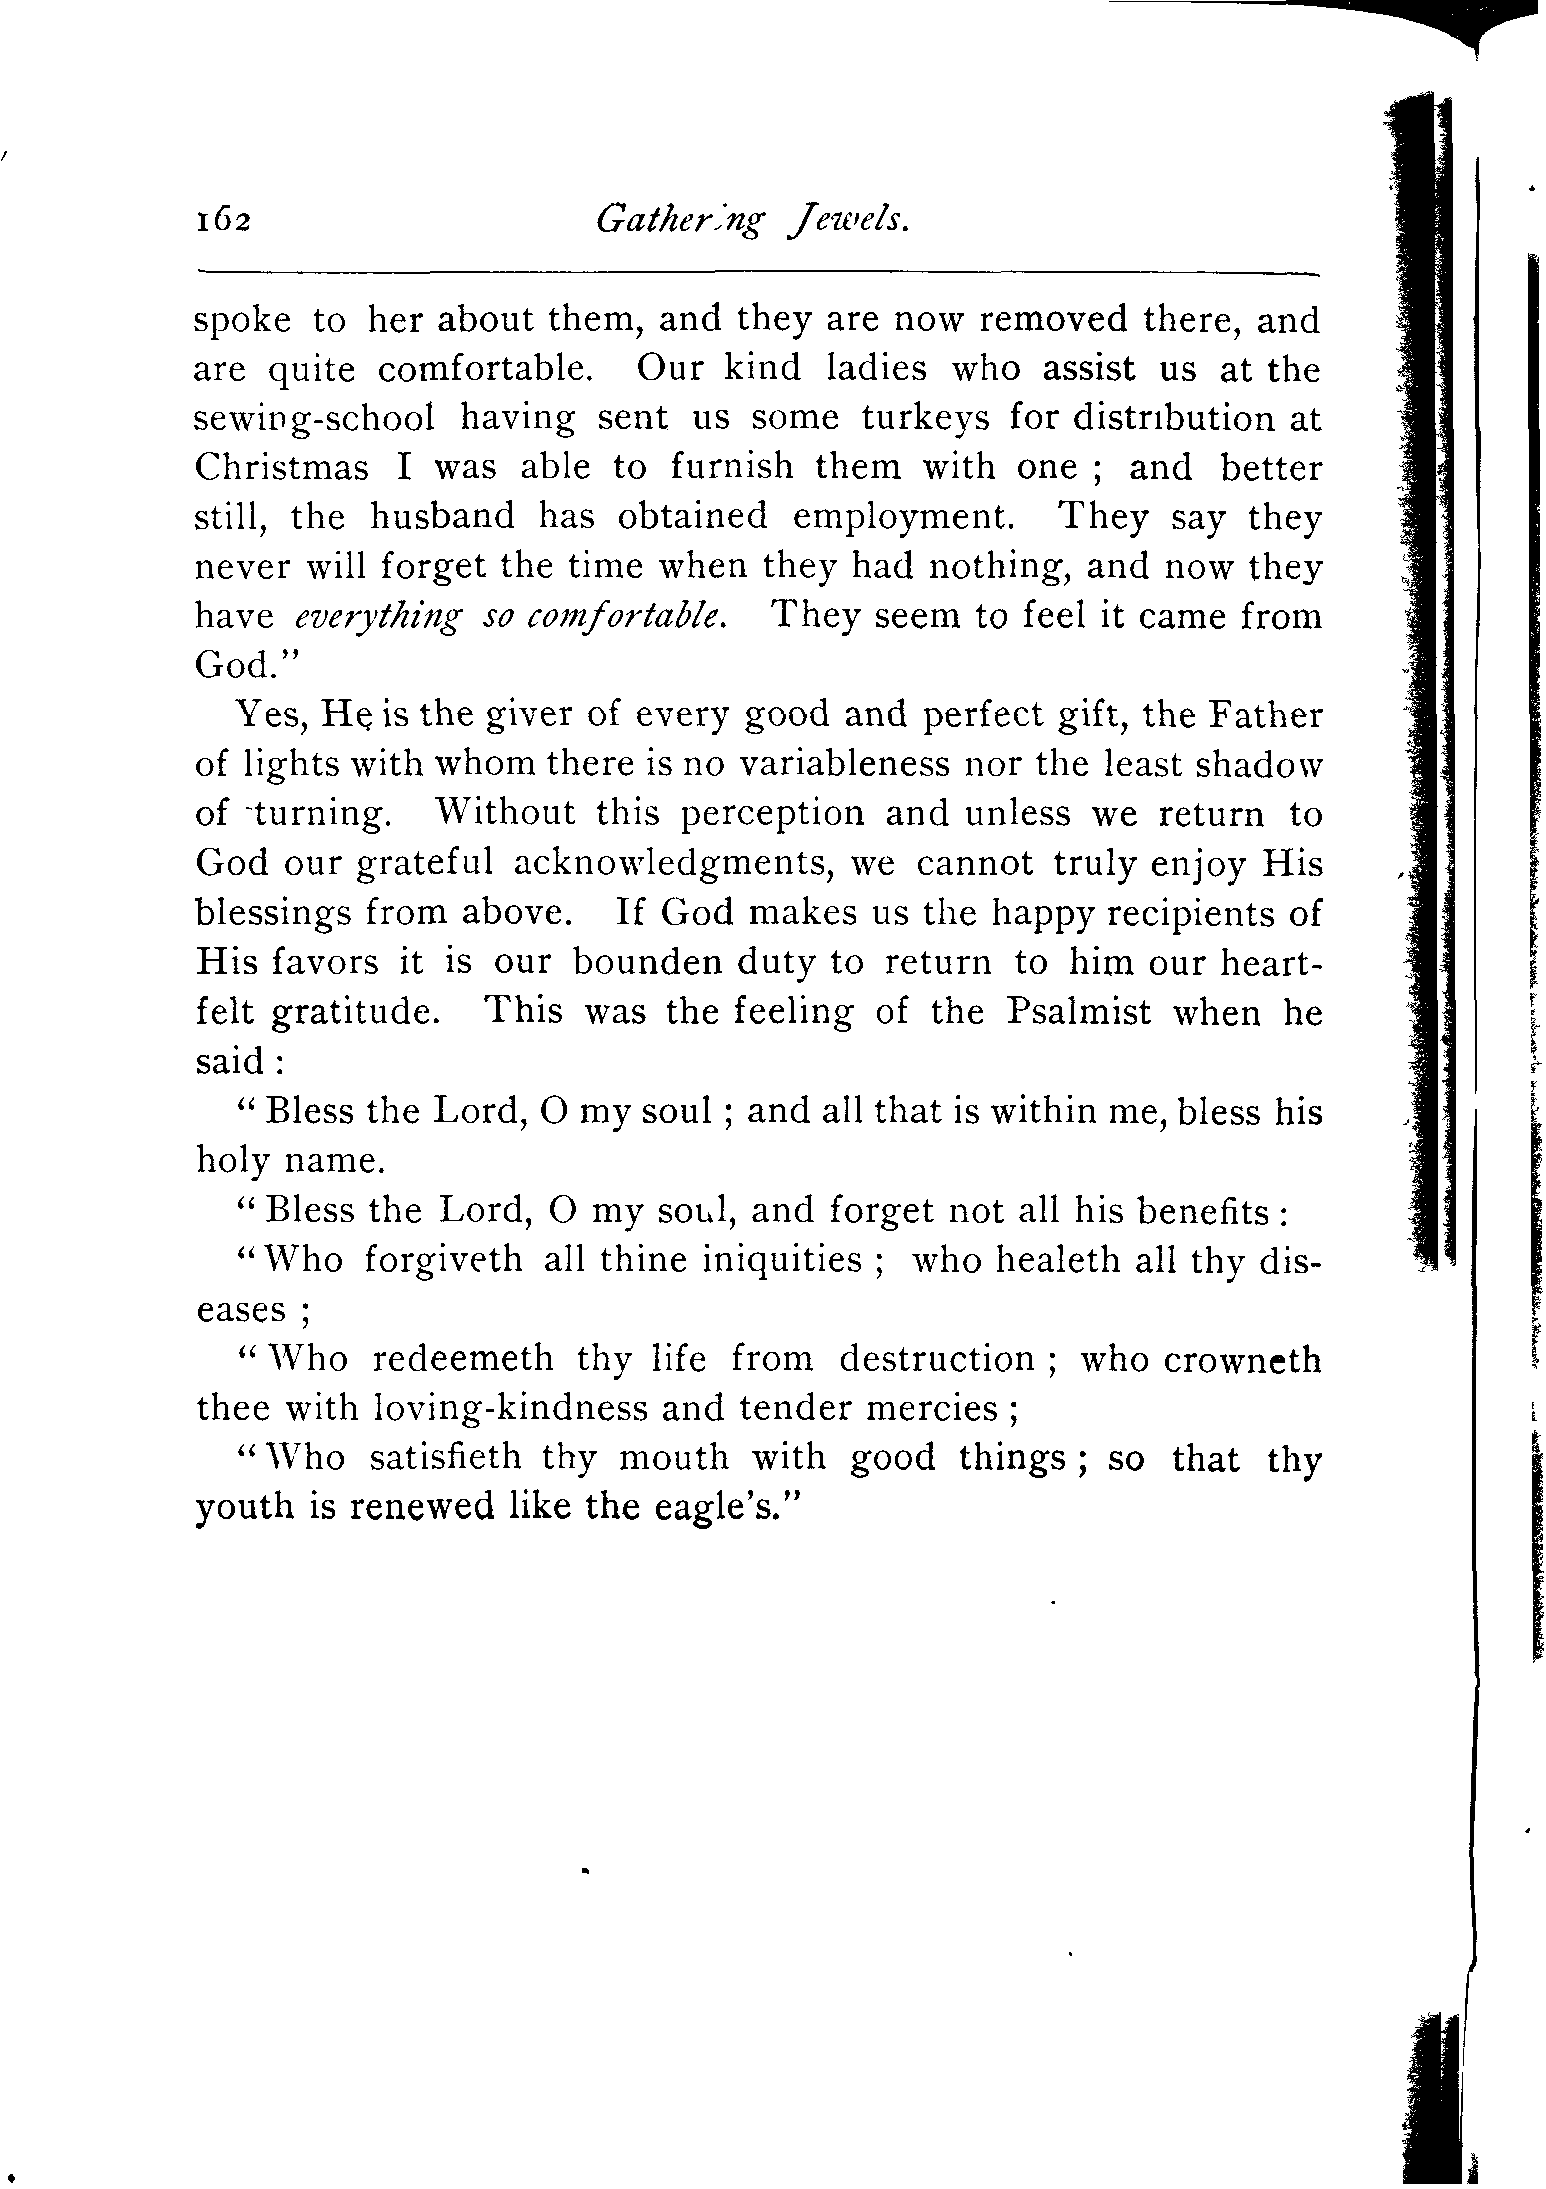 162 Gathering Jewels.
spoke to her about them, and they are now removed there, and
are quite comfortable. Our kind ladies who assist us at the
sewing-school having sent us some turkeys for distribution at
Christmas I was able to furnish them with one ; and better
still, the husband has obtained employment. They say they
never will forget the time when they had nothing, and now they
have everything so comfortable. They seem to feel it came from
God."
Yes, He is the giver of every good and perfect gift, the Father
of lights with whom there is no variableness nor the least shadow
of turning. Without this perception and unless we return to
God our grateful acknowledgments, we cannot truly enjoy His
blessings from above. If God makes us the happy recipients of
His favors it is our bounden duty to return to him our heart-
felt gratitude. This was the feeling of the Psalmist when he
said :
" Bless the Lord, O my soul ; and all that is within me, bless his
holy name.
" Bless the Lord, O my soul, and forget not all his benefits :
" Who forgiveth all thine iniquities ; who healeth all thy dis-
eases ;
" Who redeemeth thy life from destruction ; who crowneth
thee with loving-kindness and tender mercies ;
" Who satisfieth thy mouth with good things ; so that thy
youth is renewed like the eagle's."